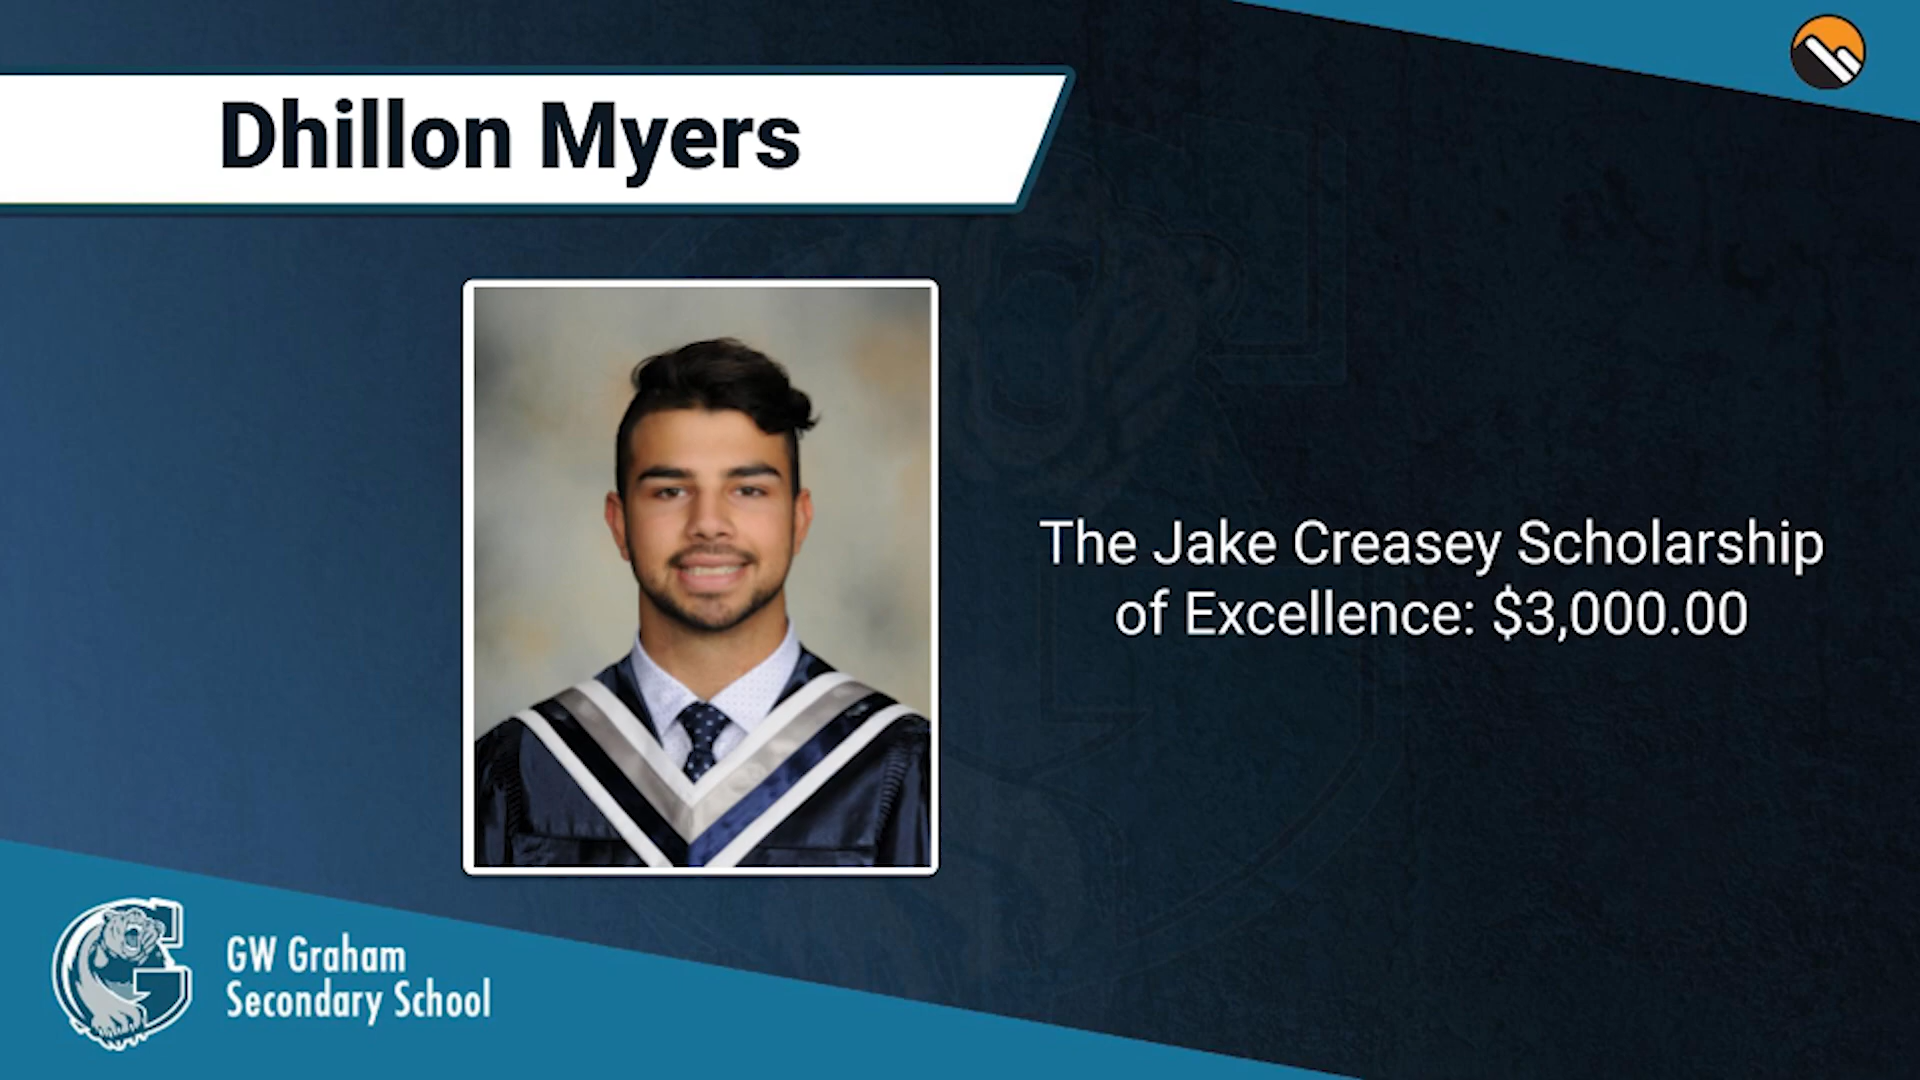 Dhillon Myers
The Jake Creasey Scholarship
of Excellence: $3,000.00
GW Graham
Secondary School